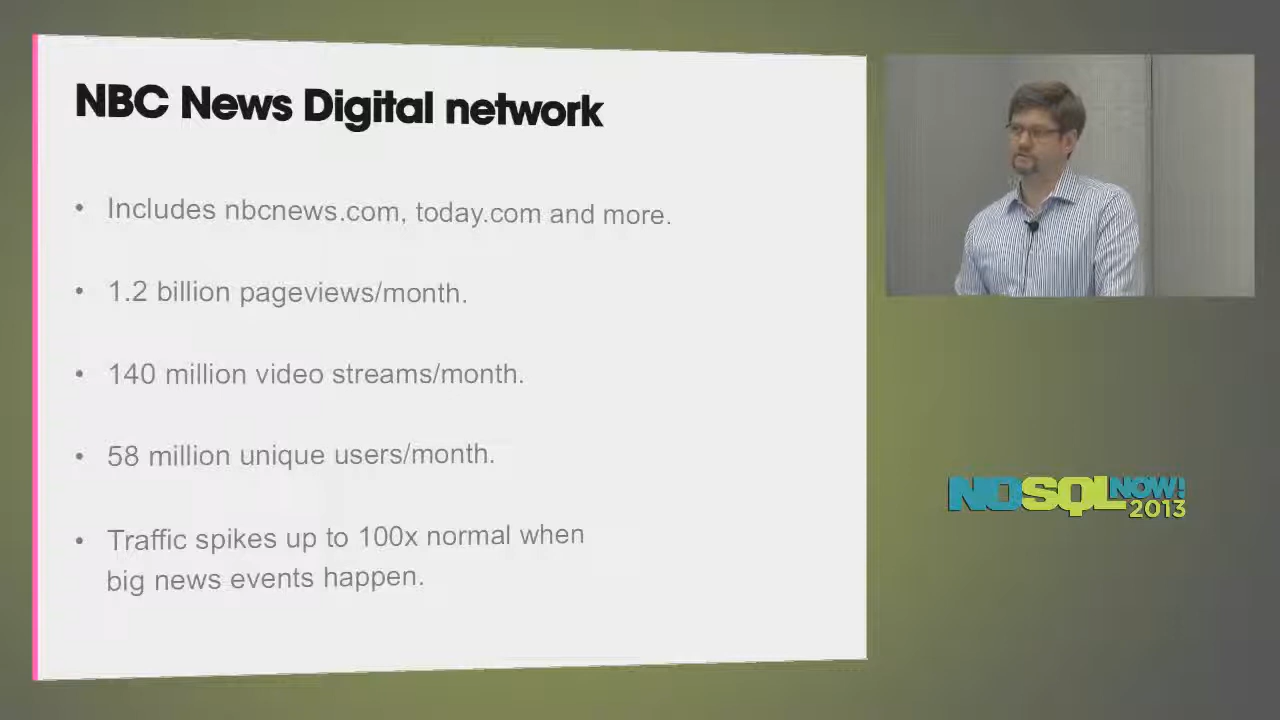 NBC News Digital network
• Includes nbcnews.com, today.com and more.
• 1.2 billion pageviews/month.
• 140 million video streams/month.
• 58 million unique users/month.
• Traffic spikes up to 100x normal when
big news events happen.
NOSQL NOW!
2013